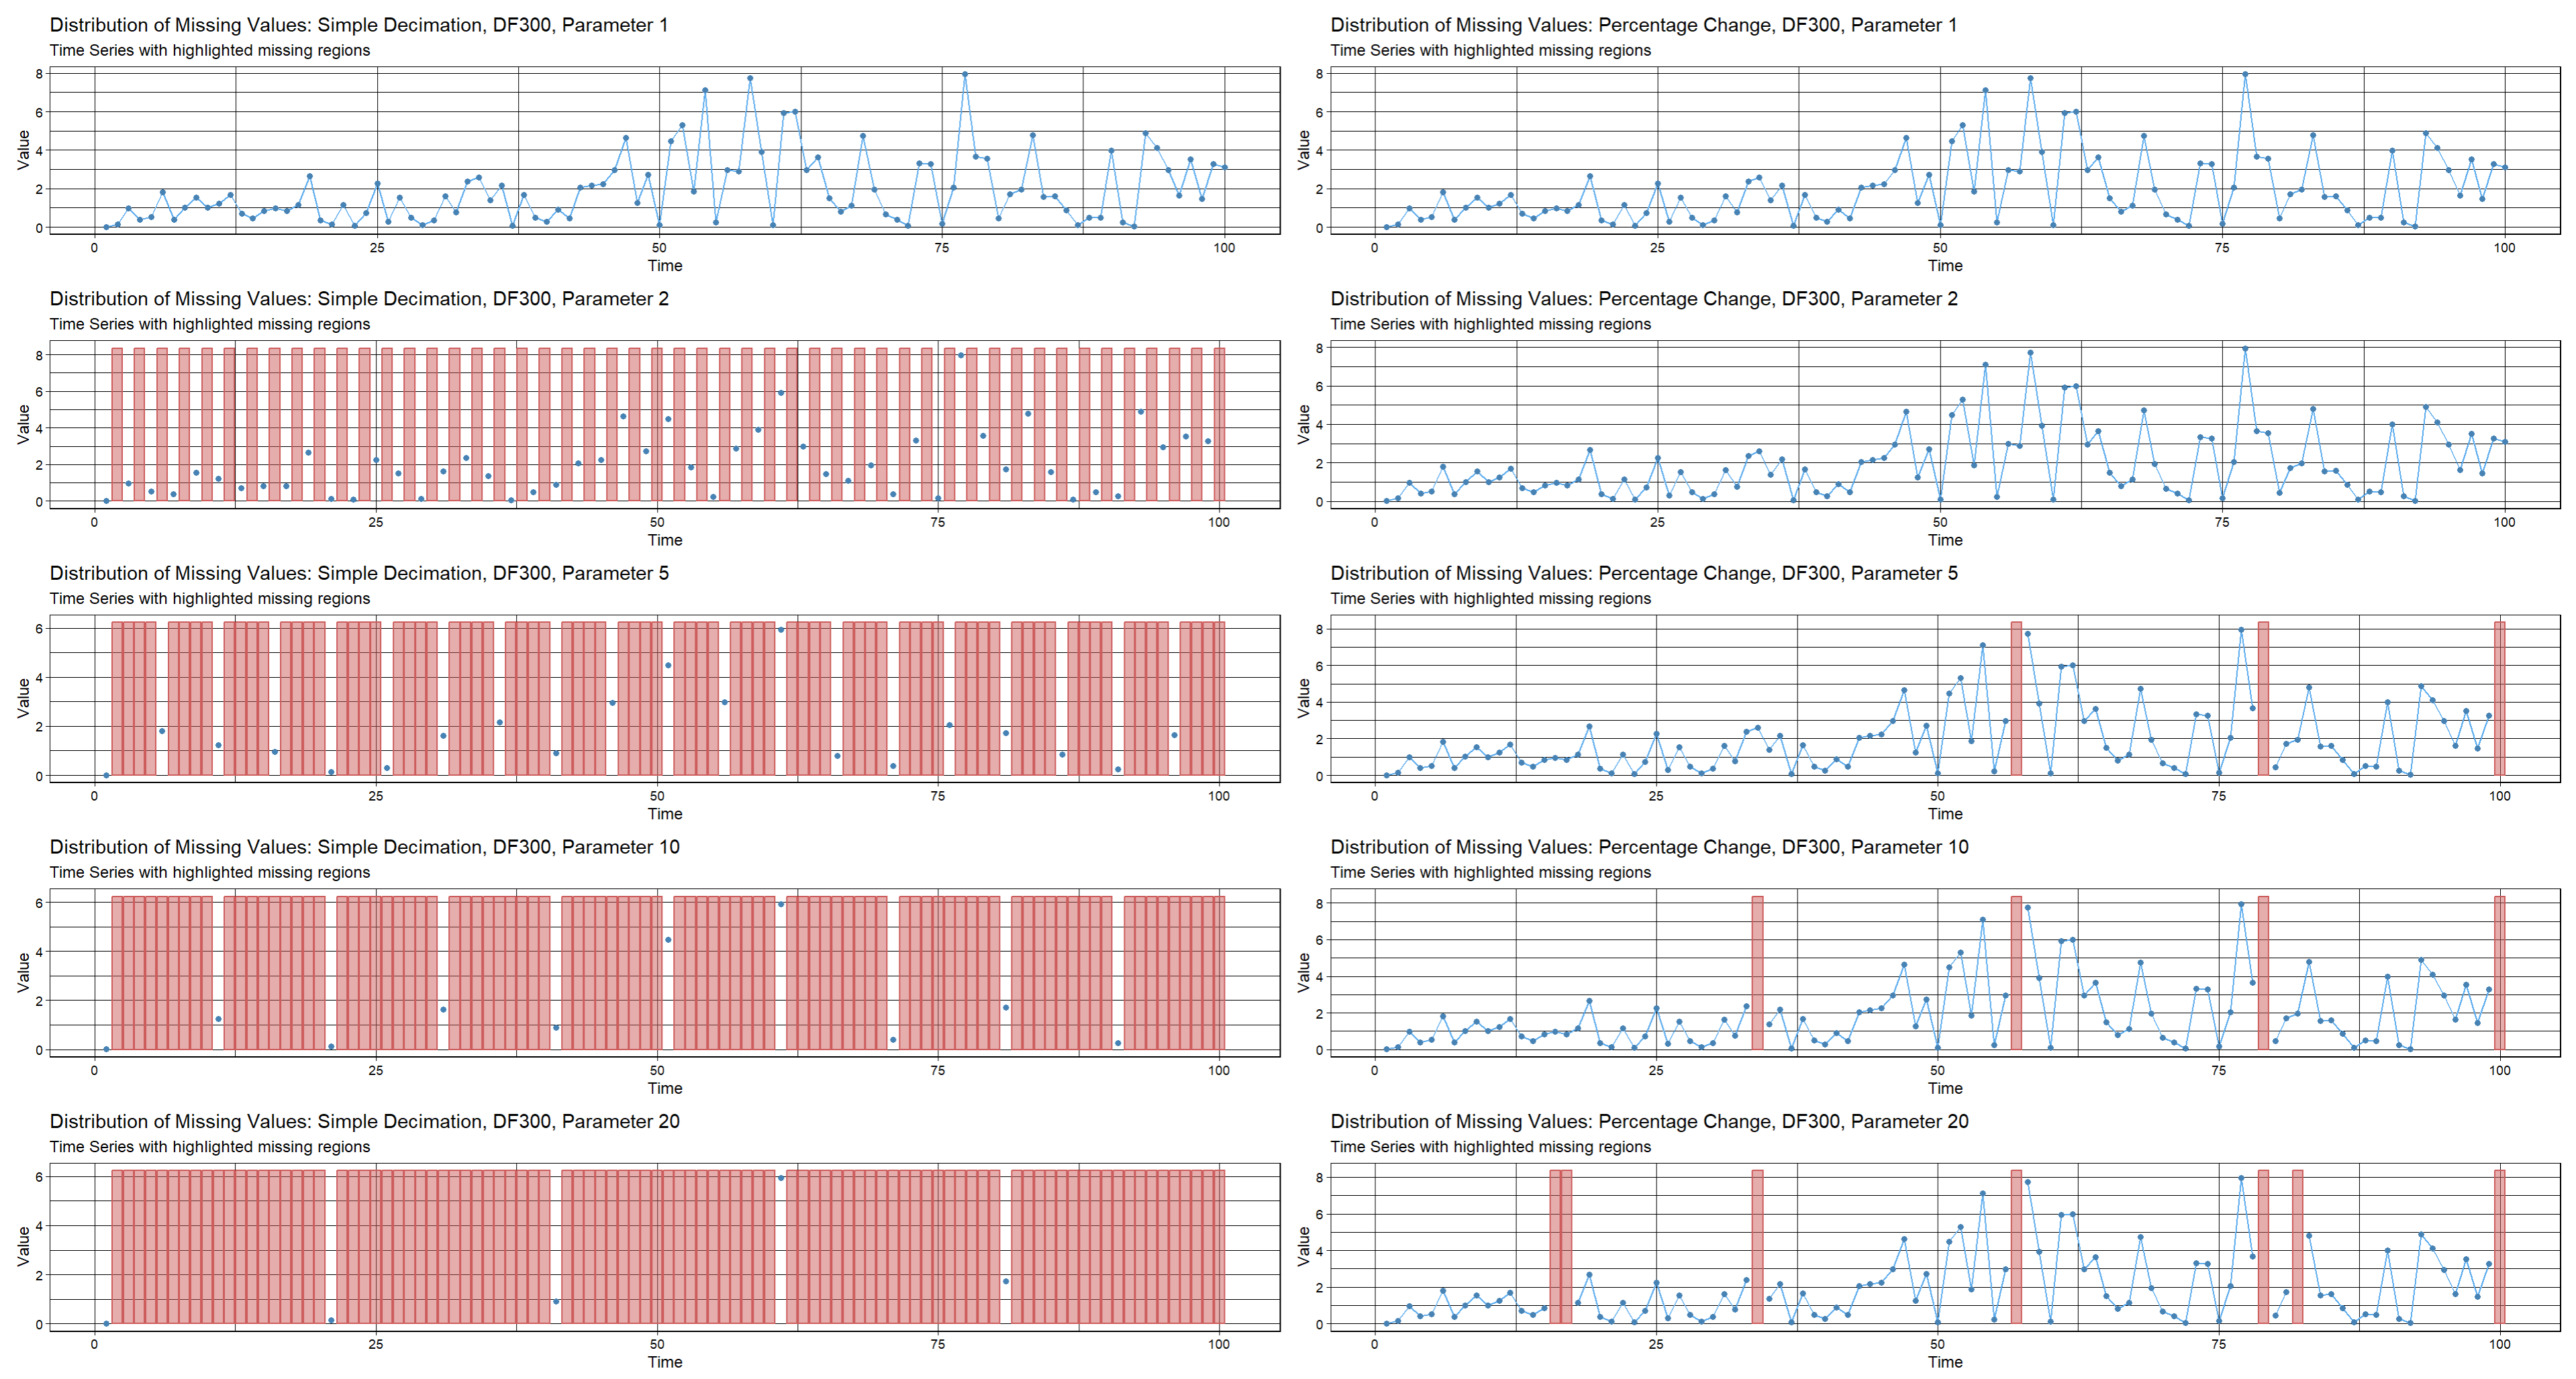 Distribution of Missing Values: Simple Decimation, DF300, Parameter 1
Time Series with highlighted missing regions
8
6
4
2
0
Value
0 25 50 75 100
Time
Distribution of Missing Values: Percentage Change, DF300, Parameter 1
Time Series with highlighted missing regions
8
6
4
2
0
Value
0 25 50 75 100
Time
Distribution of Missing Values: Simple Decimation, DF300, Parameter 2
Time Series with highlighted missing regions
8
6
4
2
0
Value
0 25 50 75 100
Time
Distribution of Missing Values: Percentage Change, DF300, Parameter 2
Time Series with highlighted missing regions
8
6
4
2
0
Value
0 25 50 75 100
Time
Distribution of Missing Values: Simple Decimation, DF300, Parameter 5
Time Series with highlighted missing regions
6
4
2
0
Value
0 25 50 75 100
Time
Distribution of Missing Values: Percentage Change, DF300, Parameter 5
Time Series with highlighted missing regions
8
6
4
2
0
Value
0 25 50 75 100
Time
Distribution of Missing Values: Simple Decimation, DF300, Parameter 10
Time Series with highlighted missing regions
6
4
2
0
Value
0 25 50 75 100
Time
Distribution of Missing Values: Percentage Change, DF300, Parameter 10
Time Series with highlighted missing regions
8
6
4
2
0
Value
0 25 50 75 100
Time
Distribution of Missing Values: Simple Decimation, DF300, Parameter 20
Time Series with highlighted missing regions
6
4
2
0
Value
0 25 50 75 100
Time
Distribution of Missing Values: Percentage Change, DF300, Parameter 20
Time Series with highlighted missing regions
8
6
4
2
0
Value
0 25 50 75 100
Time